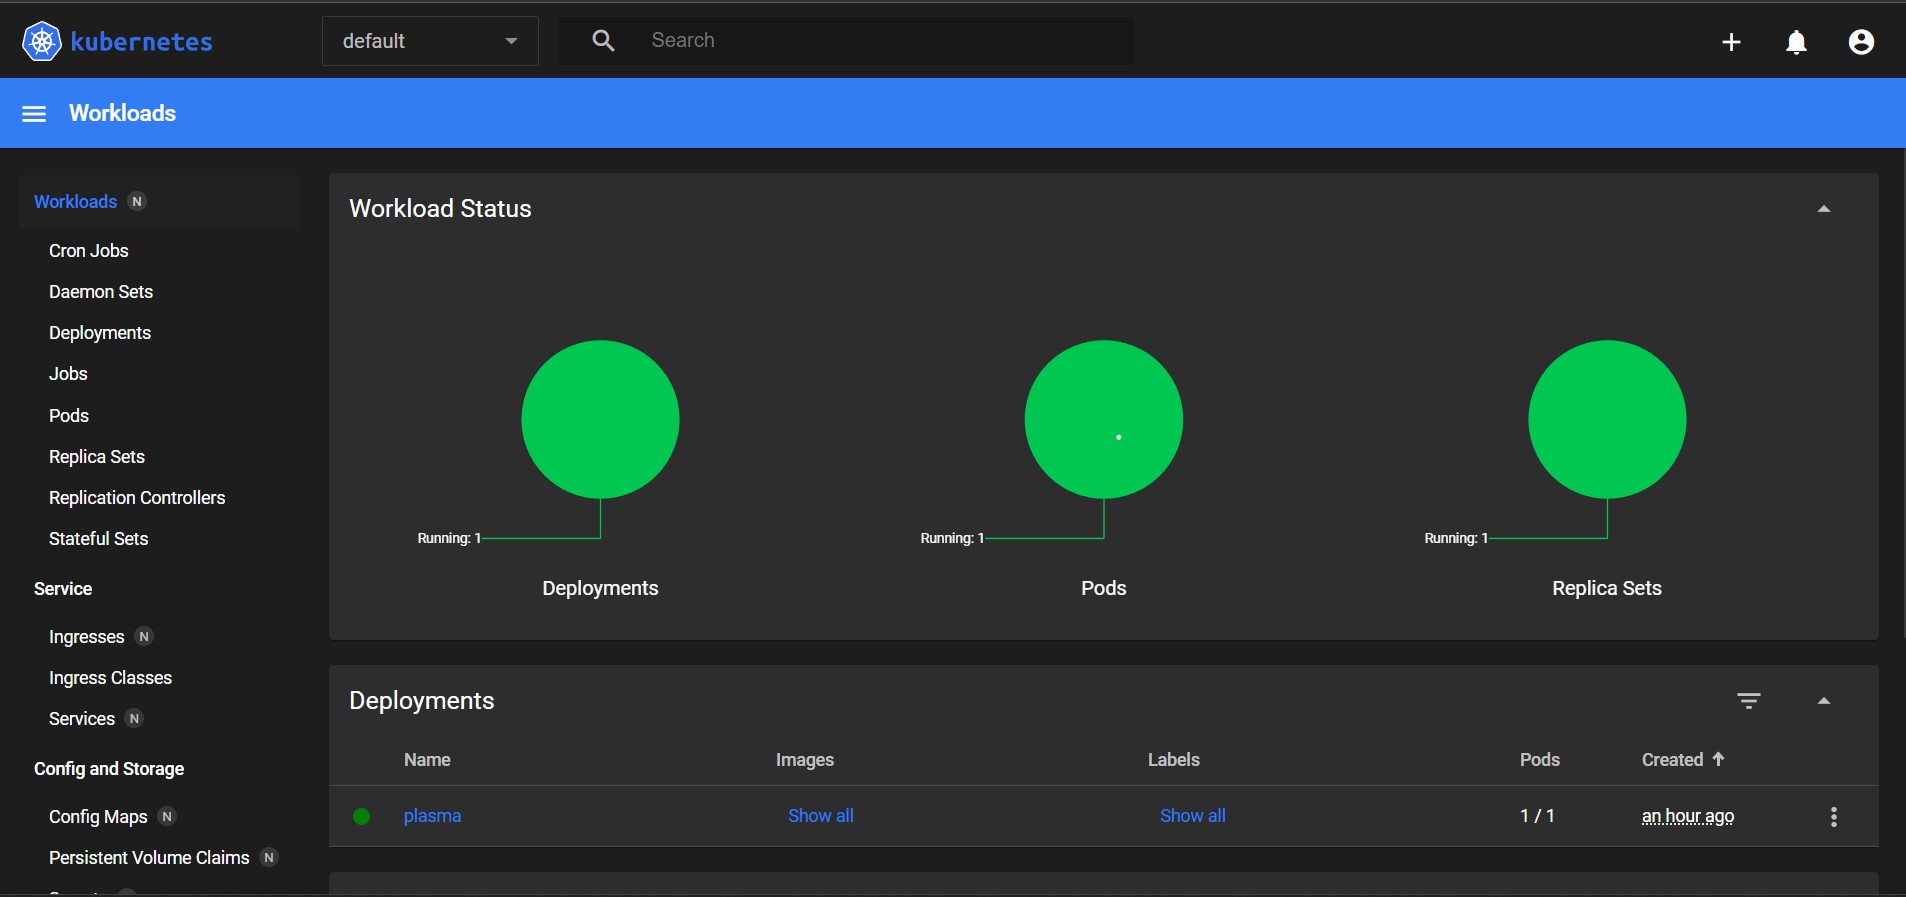 kubernetes
default
Search
Workloads
Workloads N
Cron Jobs
Daemon Sets
Deployments
Jobs
Pods
Replica Sets
Replication Controllers
Stateful Sets
Service
Ingresses N
Ingress Classes
Services N
Config and Storage
Config Maps N
Persistent Volume Claims N
Workload Status
Running: 1
Deployments
Running: 1
Pods
Running: 1
Replica Sets
Deployments
Name Images Labels Pods Created
plasma Show all Show all 1 / 1 an hour ago